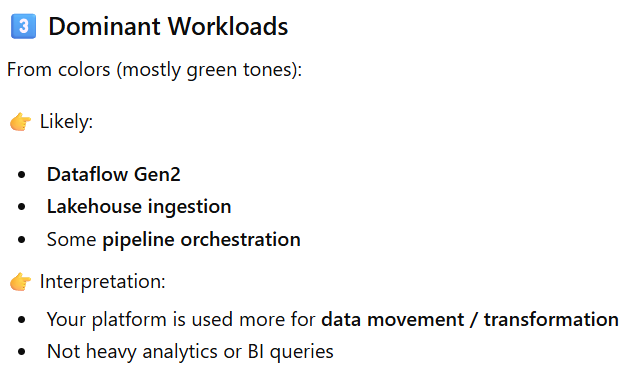 3 Dominant Workloads
From colors (mostly green tones):
👉 Likely:
• Dataflow Gen2
• Lakehouse ingestion
• Some pipeline orchestration
👉 Interpretation:
• Your platform is used more for data movement / transformation
• Not heavy analytics or BI queries